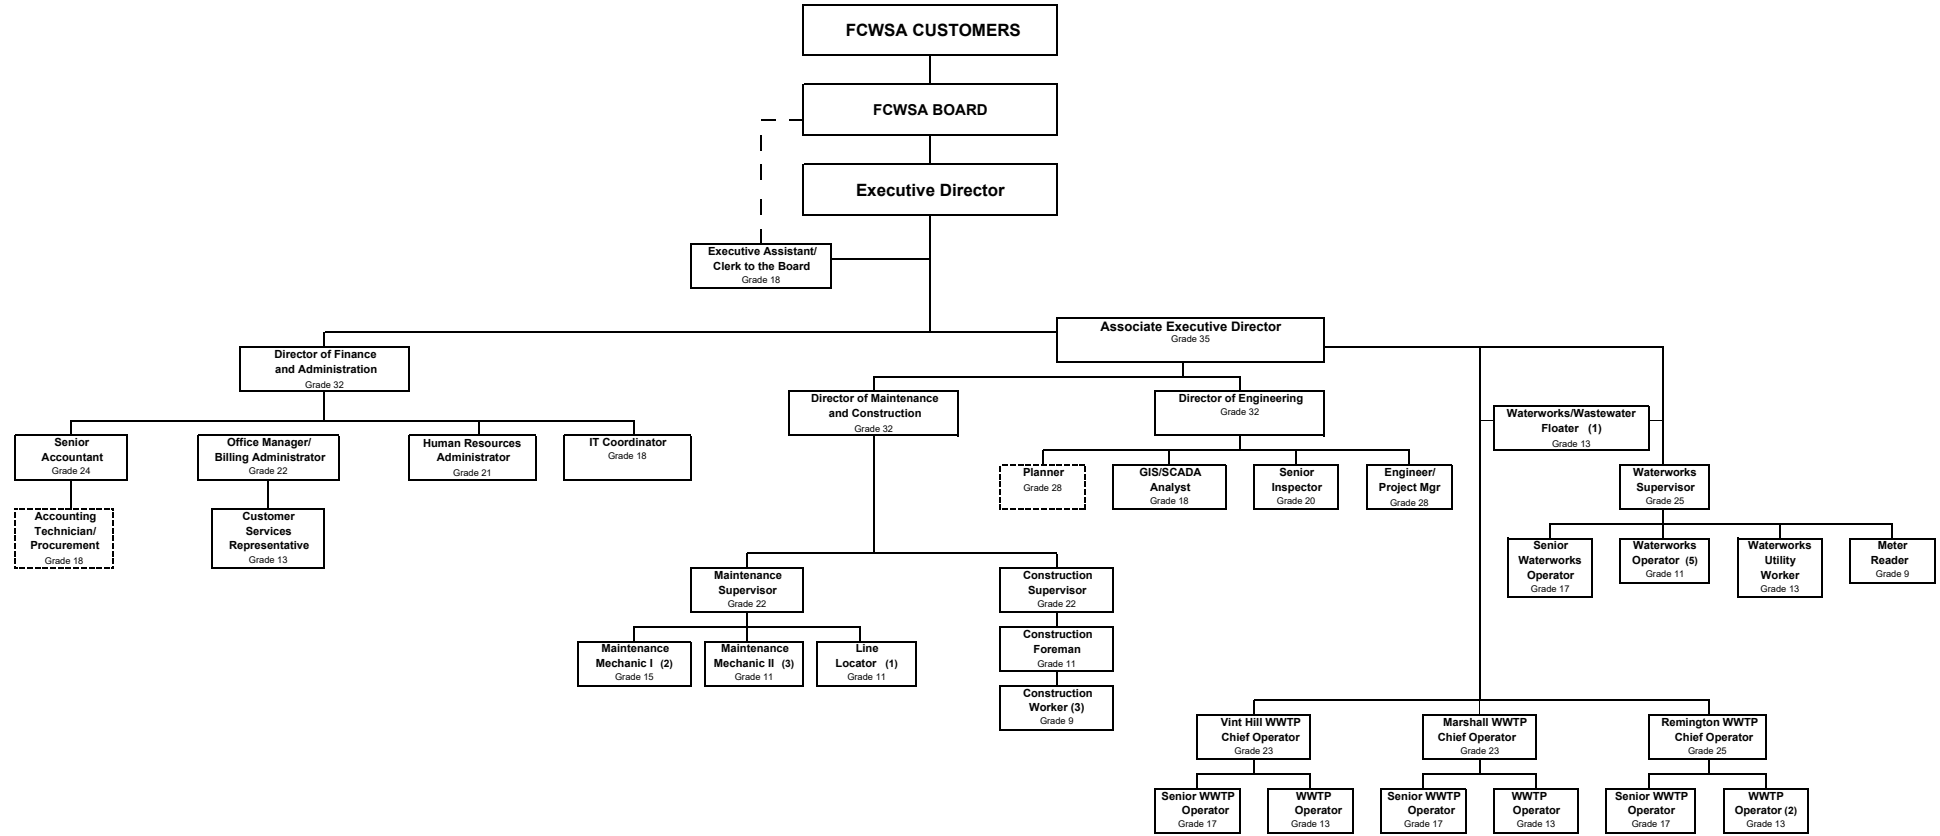 FCWSA CUSTOMERS
FCWSA BOARD
Executive Director
Executive Assistant/
Clerk to the Board
Grade 18
Associate Executive Director
Grade 35
Director of Finance
and Administration
Grade 32
Director of Maintenance
and Construction
Grade 32
Director of Engineering
Grade 32
Waterworks/Wastewater
Floater (1)
Grade 13
Senior
Accountant
Grade 24
Office Manager/
Billing Administrator
Grade 22
Human Resources
Administrator
Grade 21
IT Coordinator
Grade 18
Planner
Grade 28
GIS/SCADA
Analyst
Grade 18
Senior
Inspector
Grade 20
Engineer/
Project Mgr
Grade 28
Waterworks
Supervisor
Grade 25
Accounting
Technician/
Procurement
Grade 18
Customer
Services
Representative
Grade 13
Senior
Waterworks
Operator
Grade 17
Waterworks
Operator (5)
Grade 11
Waterworks
Utility
Worker
Grade 13
Meter
Reader
Grade 9
Maintenance
Supervisor
Grade 22
Construction
Supervisor
Grade 22
Maintenance
Mechanic I (2)
Grade 15
Maintenance
Mechanic II (3)
Grade 11
Line
Locator (1)
Grade 11
Construction
Foreman
Grade 11
Construction
Worker (3)
Grade 9
Vint Hill WWTP
Chief Operator
Grade 23
Marshall WWTP
Chief Operator
Grade 23
Remington WWTP
Chief Operator
Grade 25
Senior WWTP
Operator
Grade 17
WWTP
Operator
Grade 13
Senior WWTP
Operator
Grade 17
WWTP
Operator
Grade 13
Senior WWTP
Operator
Grade 17
WWTP
Operator (2)
Grade 13